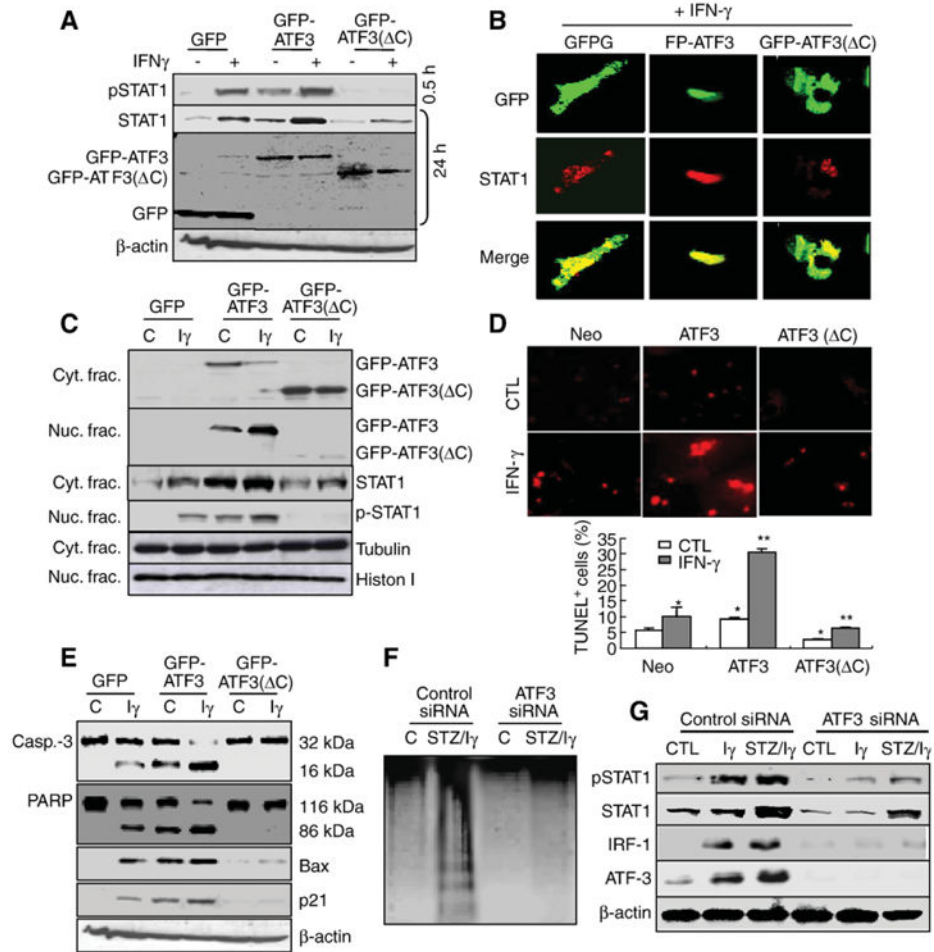 A
GFP
GFP-
ATF3
GFP-
ATF3(ΔC)
IFNγ - + - + - +
pSTAT1
0.5 h
STAT1
GFP-ATF3
GFP-ATF3(ΔC)
GFP
24 h
β-actin
B
+ IFN-γ
GFPG FP-ATF3 GFP-ATF3(ΔC)
GFP
STAT1
Merge
C
GFP
GFP-
ATF3
GFP-
ATF3(ΔC)
C Iγ C Iγ C Iγ
Cyt. frac.
GFP-ATF3
GFP-ATF3(ΔC)
Nuc. frac.
GFP-ATF3
GFP-ATF3(ΔC)
Cyt. frac. STAT1
Nuc. frac. p-STAT1
Cyt. frac. Tubulin
Nuc. frac. Histon I
D
Neo ATF3 ATF3 (ΔC)
CTL
IFN-γ
TUNEL+ cells (%)
35
30
25
20
15
10
5
0
CTL
IFN-γ
* * ** * **
Neo ATF3 ATF3(ΔC)
E
GFP
GFP-
ATF3
GFP-
ATF3(ΔC)
C Iγ C Iγ C Iγ
Casp.-3 32 kDa
16 kDa
PARP 116 kDa
86 kDa
Bax
p21
β-actin
F
Control
siRNA
ATF3
siRNA
C STZ/Iγ C STZ/Iγ
G
Control siRNA ATF3 siRNA
CTL Iγ STZ/Iγ CTL Iγ STZ/Iγ
pSTAT1
STAT1
IRF-1
ATF-3
β-actin